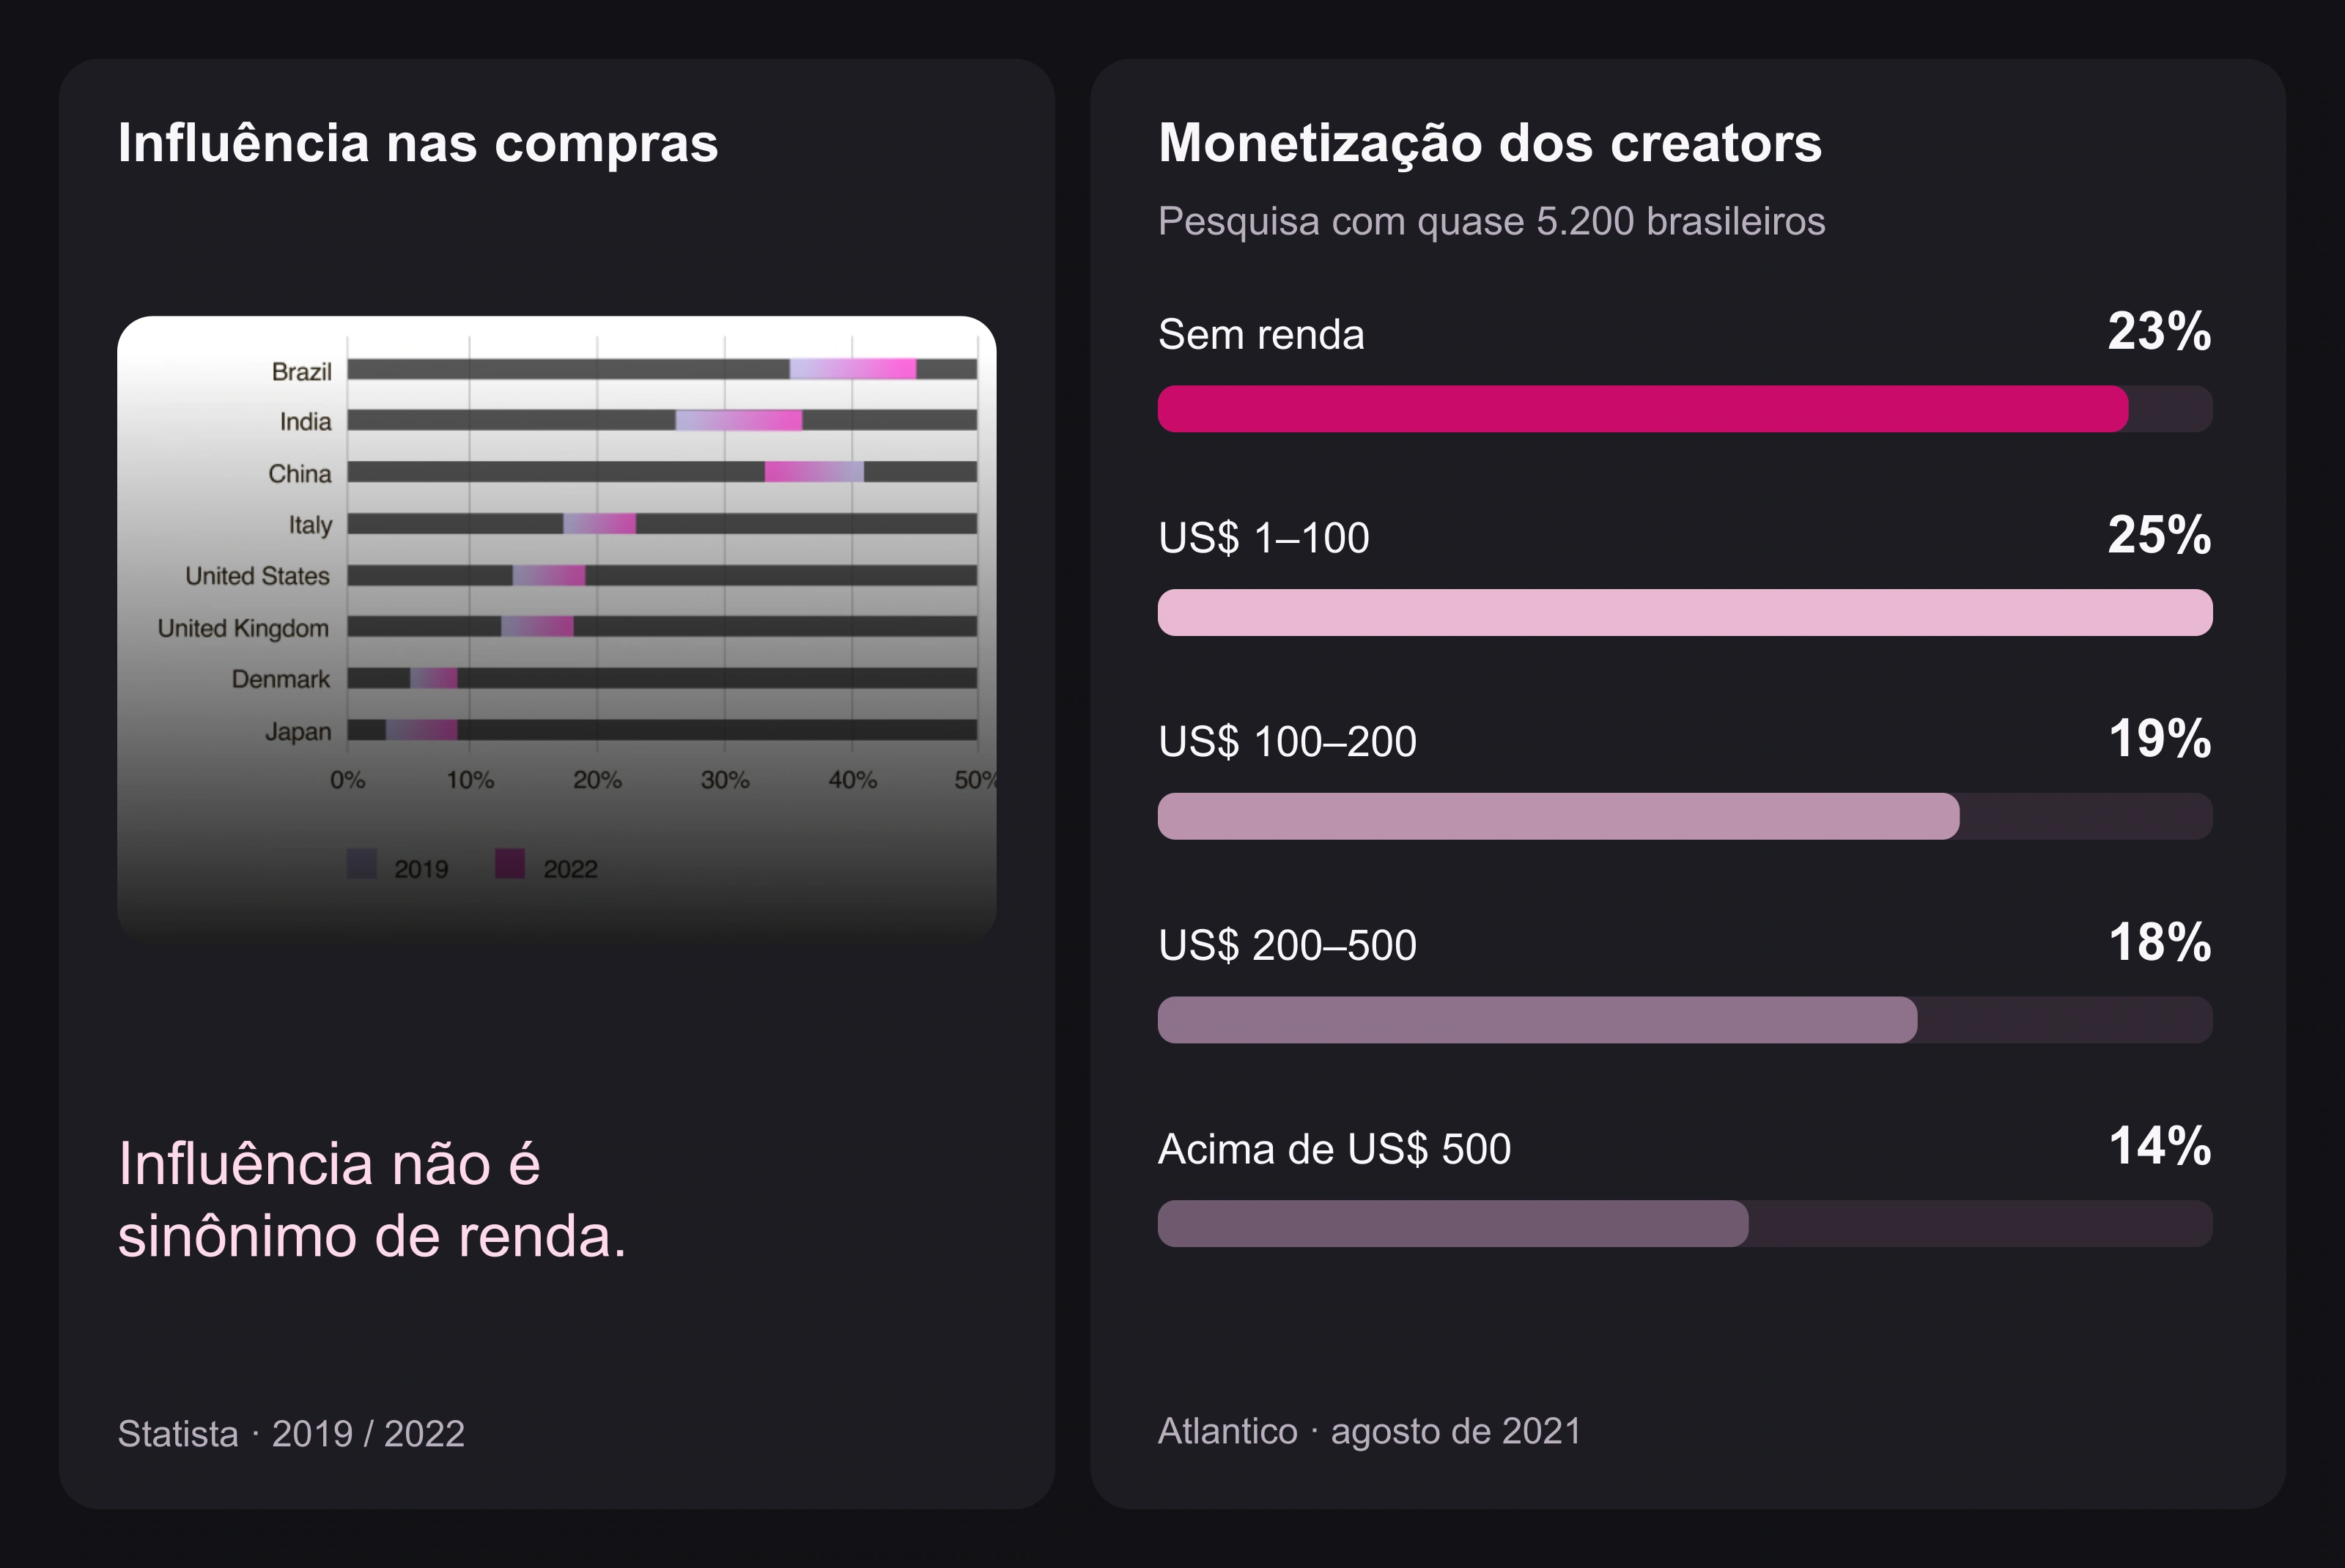 Influência nas compras
Brazil
India
China
Italy
United States
United Kingdom
Denmark
Japan
0% 10% 20% 30% 40% 50%
2019 2022
Influência não é
sinônimo de renda.
Statista · 2019 / 2022
Monetização dos creators
Pesquisa com quase 5.200 brasileiros
Sem renda 23%
US$ 1–100 25%
US$ 100–200 19%
US$ 200–500 18%
Acima de US$ 500 14%
Atlantico · agosto de 2021